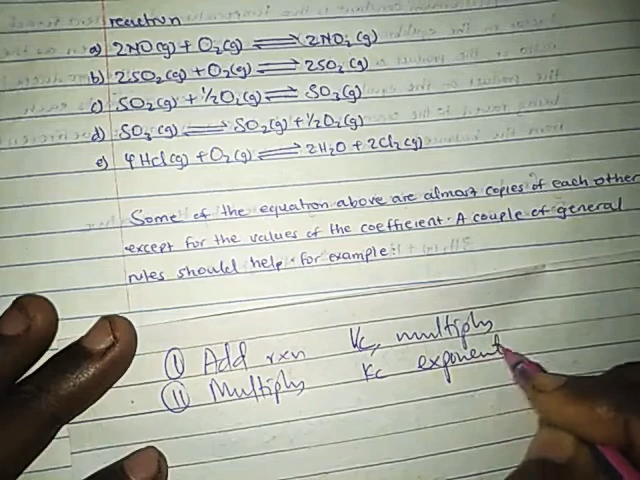 reaction
a) 2NO(g) + O₂(g) ⇌ 2NO₂(g)
b) 2SO₂(g) + O₂(g) ⇌ 2SO₃(g)
c) SO₂(g) + ½O₂(g) ⇌ SO₃(g)
d) SO₃(g) ⇌ SO₂(g) + ½O₂(g)
e) 4Hcl(g) + O₂(g) ⇌ 2H₂O + 2Cl₂(g)
Some of the equation above are almost copies of each other
except for the values of the coefficient. A couple of general
rules should help. for example:
(i) Add rxn Kc, multiply
(ii) Multiply Kc exponent